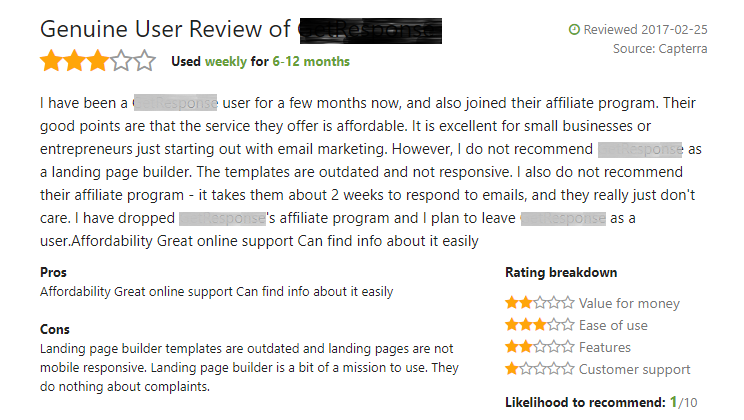 Genuine User Review of
Reviewed 2017-02-25
Source: Capterra
Used weekly for 6-12 months
I have been a user for a few months now, and also joined their affiliate program. Their
good points are that the service they offer is affordable. It is excellent for small businesses or
entrepreneurs just starting out with email marketing. However, I do not recommend as
a landing page builder. The templates are outdated and not responsive. I also do not recommend
their affiliate program - it takes them about 2 weeks to respond to emails, and they really just don't
care. I have dropped 's affiliate program and I plan to leave as a
user.Affordability Great online support Can find info about it easily
Pros
Affordability Great online support Can find info about it easily
Cons
Landing page builder templates are outdated and landing pages are not
mobile responsive. Landing page builder is a bit of a mission to use. They
do nothing about complaints.
Rating breakdown
Value for money
Ease of use
Features
Customer support
Likelihood to recommend: 1/10